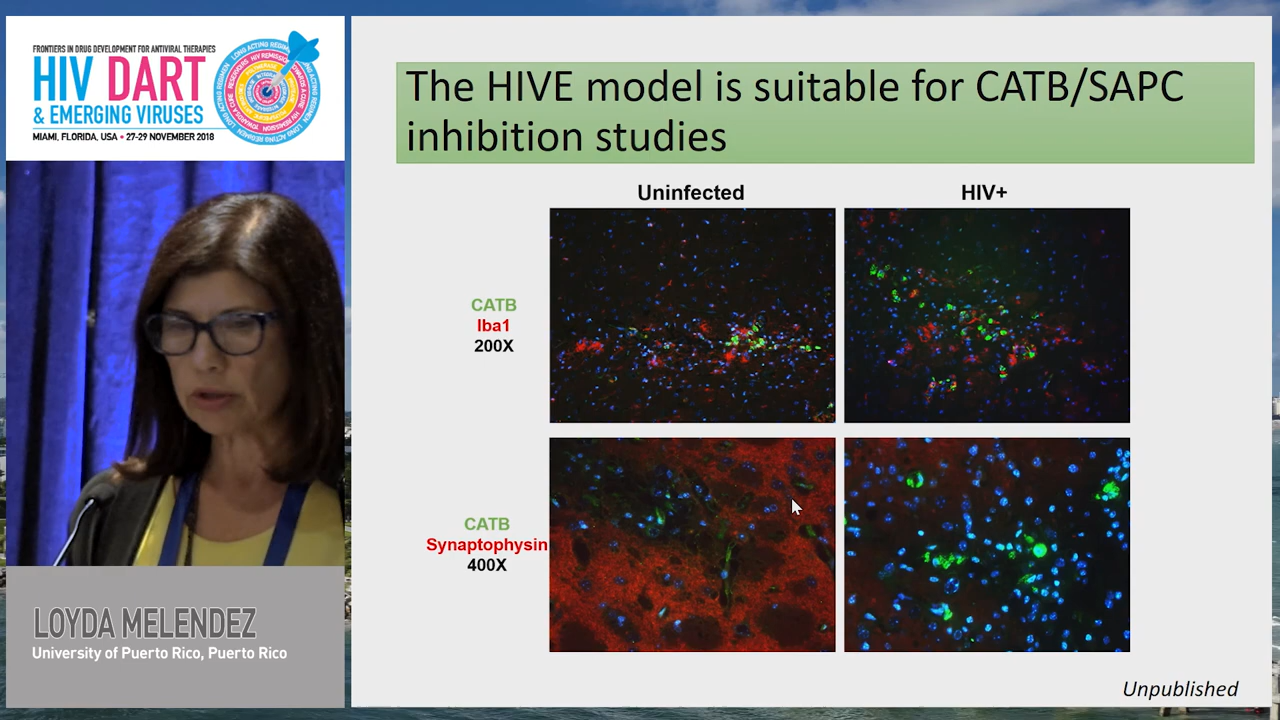 FRONTIERS IN DRUG DEVELOPMENT FOR ANTIVIRAL THERAPIES
HIV DART
& EMERGING VIRUSES
MIAMI, FLORIDA, USA • 27-29 NOVEMBER 2018
LOYDA MELENDEZ
University of Puerto Rico, Puerto Rico
The HIVE model is suitable for CATB/SAPC
inhibition studies
Uninfected
HIV+
CATB
Iba1
200X
CATB
Synaptophysin
400X
Unpublished